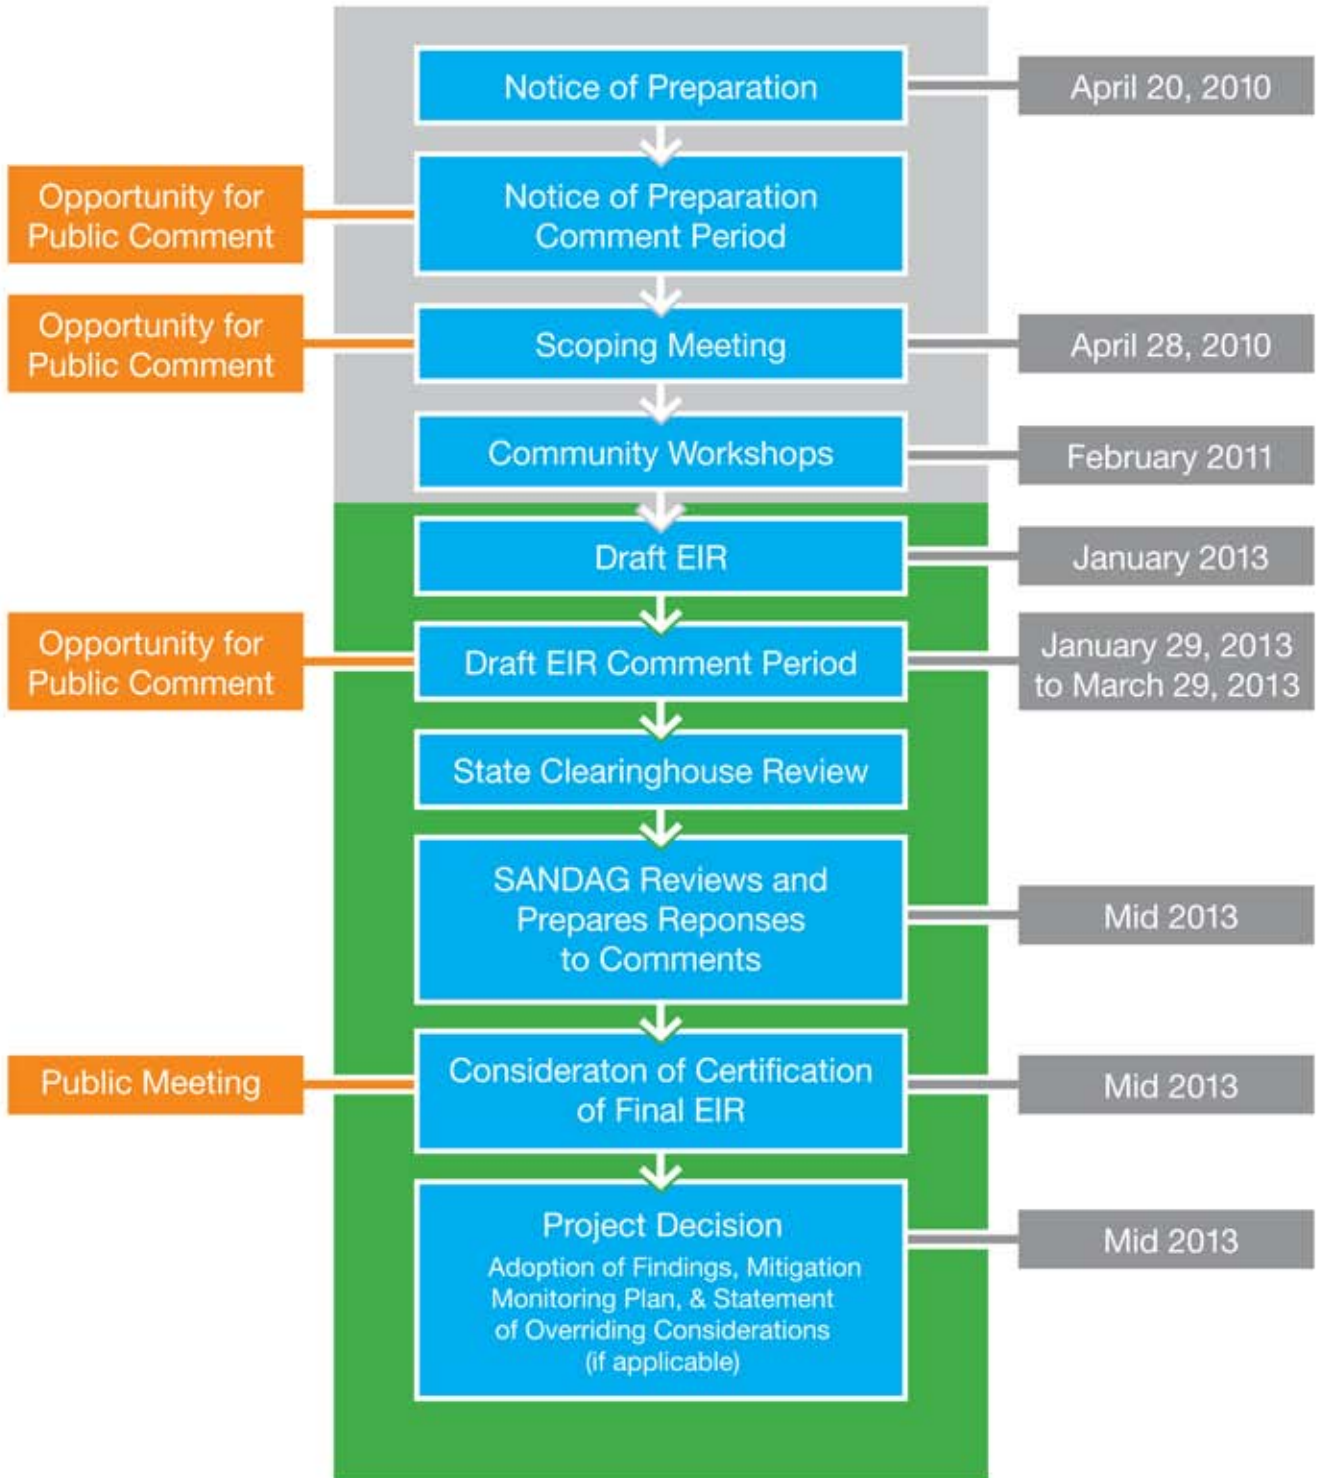 Notice of Preparation
April 20, 2010
Opportunity for
Public Comment
Notice of Preparation
Comment Period
Opportunity for
Public Comment
Scoping Meeting
April 28, 2010
Community Workshops
February 2011
Draft EIR
January 2013
Opportunity for
Public Comment
Draft EIR Comment Period
January 29, 2013
to March 29, 2013
State Clearinghouse Review
SANDAG Reviews and
Prepares Reponses
to Comments
Mid 2013
Public Meeting
Consideraton of Certification
of Final EIR
Mid 2013
Project Decision
Adoption of Findings, Mitigation
Monitoring Plan, & Statement
of Overriding Considerations
(if applicable)
Mid 2013